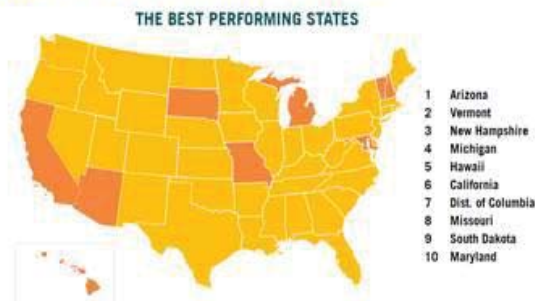 THE BEST PERFORMING STATES
1 Arizona
2 Vermont
3 New Hampshire
4 Michigan
5 Hawaii
6 California
7 Dist. of Columbia
8 Missouri
9 South Dakota
10 Maryland